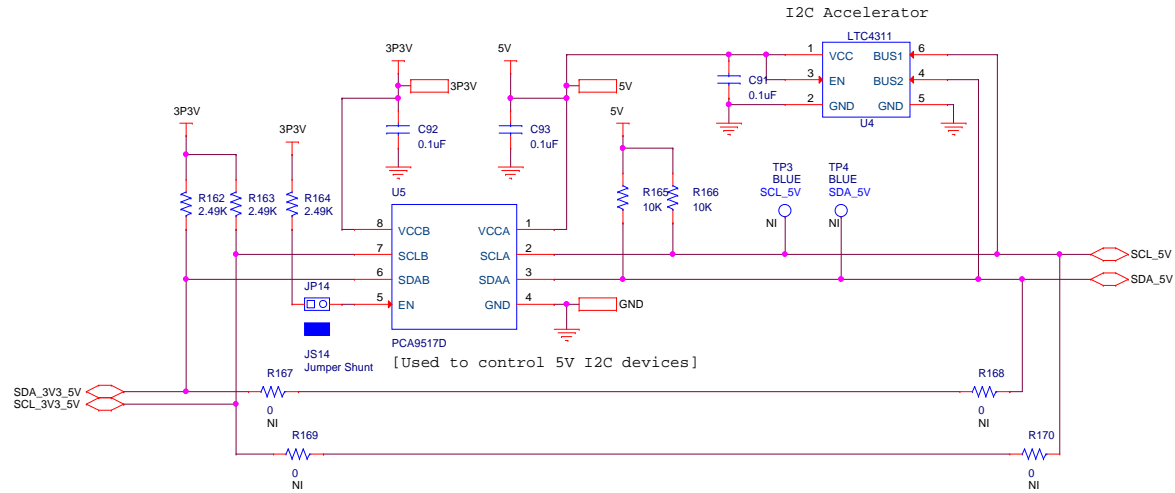 I2C Accelerator
LTC4311
1 VCC BUS1 6
3 EN BUS2 4
2 GND GND 5
U4
3P3V
5V
3P3V
5V
C91
0.1uF
3P3V
3P3V
C92
0.1uF
C93
0.1uF
5V
R162
2.49K
R163
2.49K
R164
2.49K
U5
R165
10K
R166
10K
TP3
BLUE
SCL_5V
NI
TP4
BLUE
SDA_5V
NI
8 VCCB VCCA 1
7 SCLB SCLA 2
6 SDAB SDAA 3
5 EN GND 4
SCL_5V
SDA_5V
GND
JP14
JS14
Jumper Shunt
PCA9517D
[Used to control 5V I2C devices]
SDA_3V3_5V
SCL_3V3_5V
R167
0
NI
R168
0
NI
R169
0
NI
R170
0
NI